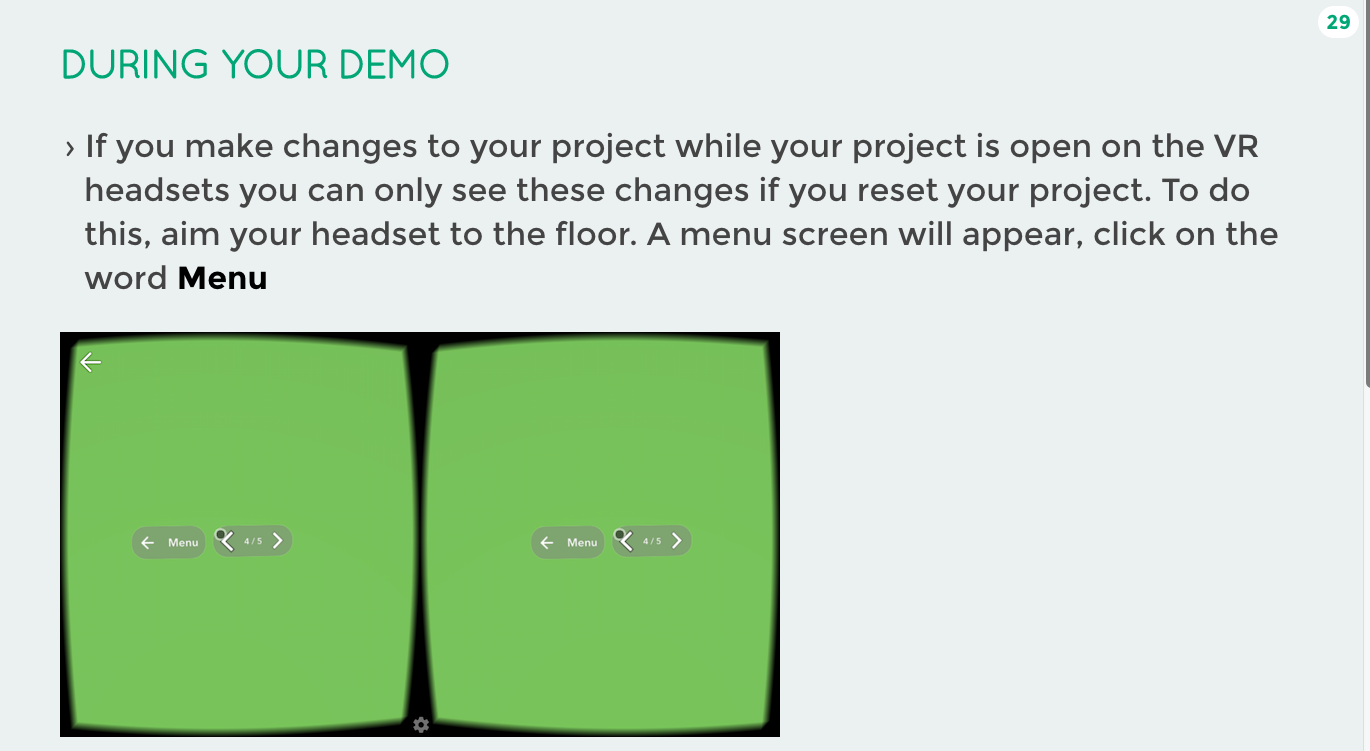 29
DURING YOUR DEMO
› If you make changes to your project while your project is open on the VR
headsets you can only see these changes if you reset your project. To do
this, aim your headset to the floor. A menu screen will appear, click on the
word Menu
Menu 4 / 5
Menu 4 / 5